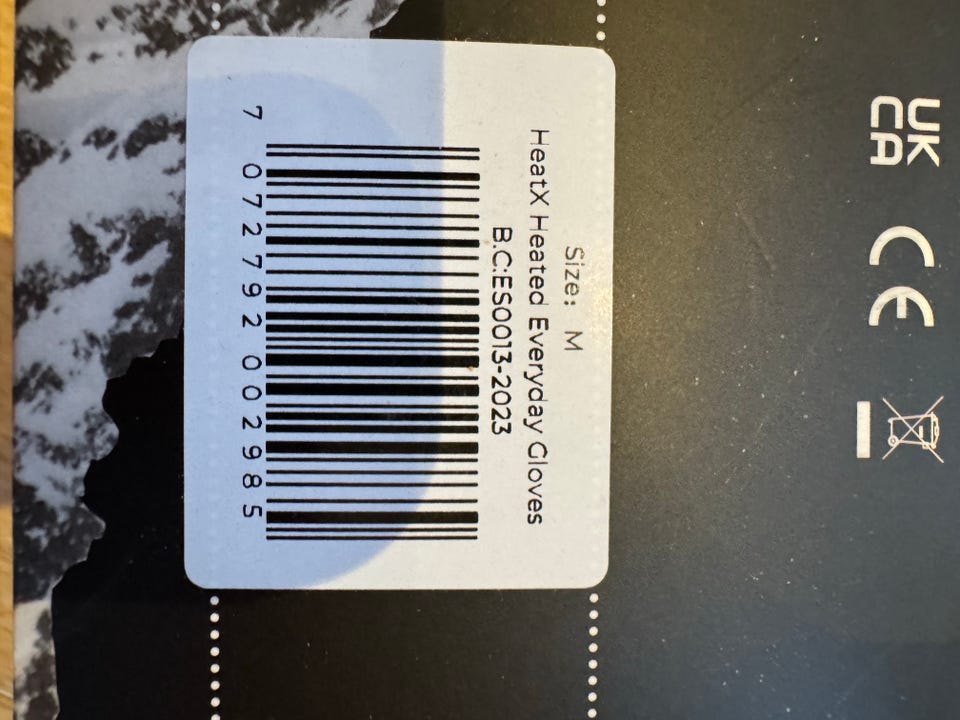 Size: M
HeatX Heated Everyday Gloves
B.C:ES0013-2023
7 072792 002985
UK
CA
CE